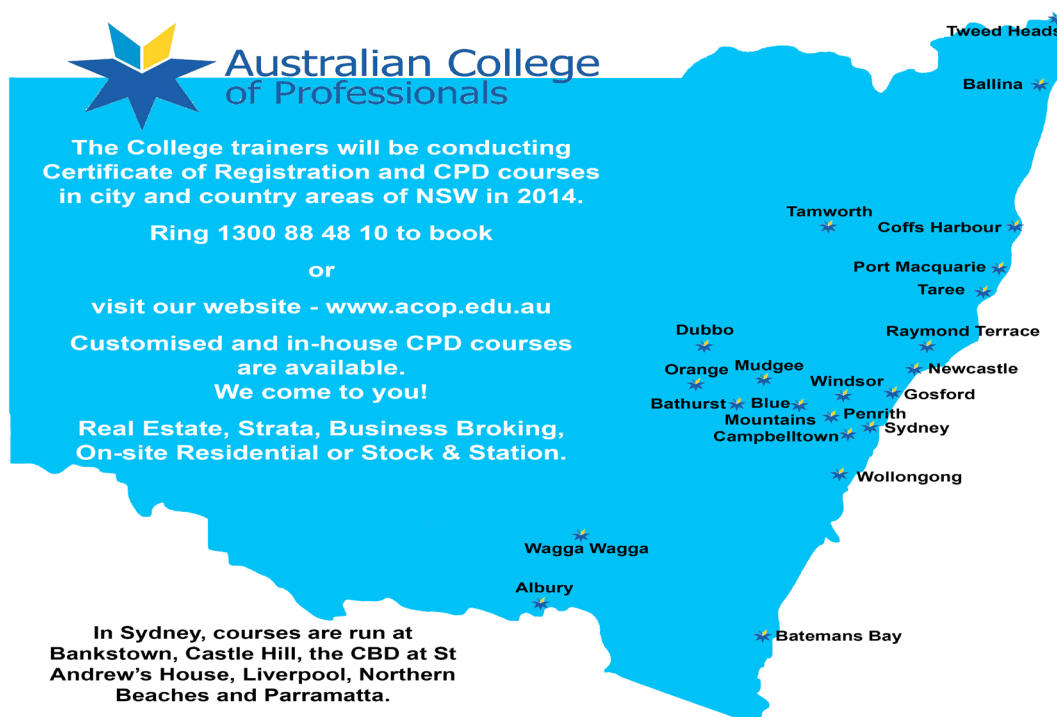 Australian College
of Professionals
The College trainers will be conducting
Certificate of Registration and CPD courses
in city and country areas of NSW in 2014.
Ring 1300 88 48 10 to book
or
visit our website - www.acop.edu.au
Customised and in-house CPD courses
are available.
We come to you!
Real Estate, Strata, Business Broking,
On-site Residential or Stock & Station.
Tweed Heads
Ballina
Tamworth
Coffs Harbour
Port Macquarie
Taree
Dubbo
Raymond Terrace
Orange
Mudgee
Newcastle
Windsor
Gosford
Bathurst
Blue
Mountains
Penrith
Sydney
Campbelltown
Wollongong
Wagga Wagga
Albury
Batemans Bay
In Sydney, courses are run at
Bankstown, Castle Hill, the CBD at St
Andrew's House, Liverpool, Northern
Beaches and Parramatta.